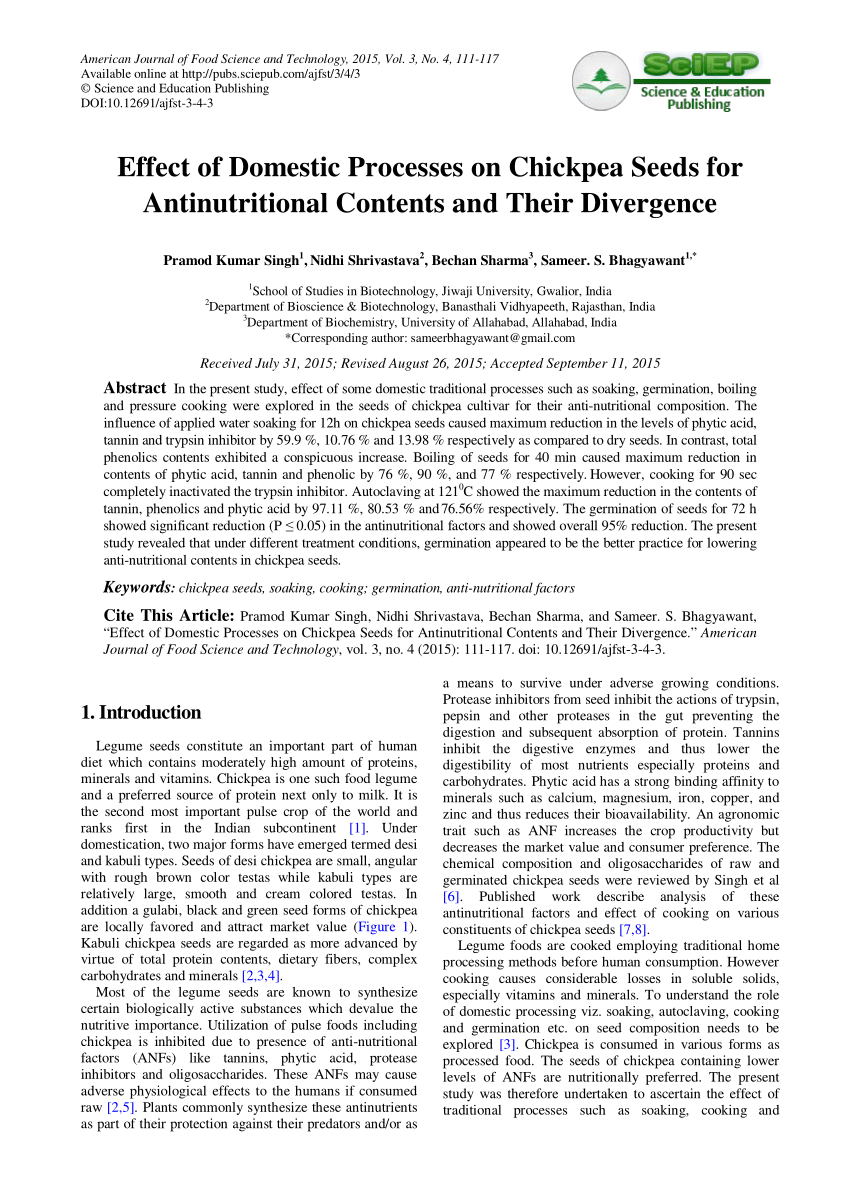 American Journal of Food Science and Technology, 2015, Vol. 3, No. 4, 111-117
Available online at http://pubs.sciepub.com/ajfst/3/4/3
© Science and Education Publishing
DOI:10.12691/ajfst-3-4-3
SciEP
Science & Education
Publishing
Effect of Domestic Processes on Chickpea Seeds for
Antinutritional Contents and Their Divergence
Pramod Kumar Singh1, Nidhi Shrivastava2, Bechan Sharma3, Sameer. S. Bhagyawant1,*
1School of Studies in Biotechnology, Jiwaji University, Gwalior, India
2Department of Bioscience & Biotechnology, Banasthali Vidhyapeeth, Rajasthan, India
3Department of Biochemistry, University of Allahabad, Allahabad, India
*Corresponding author: sameerbhagyawant@gmail.com
Received July 31, 2015; Revised August 26, 2015; Accepted September 11, 2015
Abstract In the present study, effect of some domestic traditional processes such as soaking, germination, boiling
and pressure cooking were explored in the seeds of chickpea cultivar for their anti-nutritional composition. The
influence of applied water soaking for 12h on chickpea seeds caused maximum reduction in the levels of phytic acid,
tannin and trypsin inhibitor by 59.9 %, 10.76 % and 13.98 % respectively as compared to dry seeds. In contrast, total
phenolics contents exhibited a conspicuous increase. Boiling of seeds for 40 min caused maximum reduction in
contents of phytic acid, tannin and phenolic by 76 %, 90 %, and 77 % respectively. However, cooking for 90 sec
completely inactivated the trypsin inhibitor. Autoclaving at 121⁰C showed the maximum reduction in the contents of
tannin, phenolics and phytic acid by 97.11 %, 80.53 % and 76.56% respectively. The germination of seeds for 72 h
showed significant reduction (P ≤ 0.05) in the antinutritional factors and showed overall 95% reduction. The present
study revealed that under different treatment conditions, germination appeared to be the better practice for lowering
anti-nutritional contents in chickpea seeds.
Keywords: chickpea seeds, soaking, cooking; germination, anti-nutritional factors
Cite This Article: Pramod Kumar Singh, Nidhi Shrivastava, Bechan Sharma, and Sameer. S. Bhagyawant,
“Effect of Domestic Processes on Chickpea Seeds for Antinutritional Contents and Their Divergence.” American
Journal of Food Science and Technology, vol. 3, no. 4 (2015): 111-117. doi: 10.12691/ajfst-3-4-3.
1. Introduction
Legume seeds constitute an important part of human
diet which contains moderately high amount of proteins,
minerals and vitamins. Chickpea is one such food legume
and a preferred source of protein next only to milk. It is
the second most important pulse crop of the world and
ranks first in the Indian subcontinent [1]. Under
domestication, two major forms have emerged termed desi
and kabuli types. Seeds of desi chickpea are small, angular
with rough brown color testas while kabuli types are
relatively large, smooth and cream colored testas. In
addition a gulabi, black and green seed forms of chickpea
are locally favored and attract market value (Figure 1).
Kabuli chickpea seeds are regarded as more advanced by
virtue of total protein contents, dietary fibers, complex
carbohydrates and minerals [2,3,4].
Most of the legume seeds are known to synthesize
certain biologically active substances which devalue the
nutritive importance. Utilization of pulse foods including
chickpea is inhibited due to presence of anti-nutritional
factors (ANFs) like tannins, phytic acid, protease
inhibitors and oligosaccharides. These ANFs may cause
adverse physiological effects to the humans if consumed
raw [2,5]. Plants commonly synthesize these antinutrients
as part of their protection against their predators and/or as
a means to survive under adverse growing conditions.
Protease inhibitors from seed inhibit the actions of trypsin,
pepsin and other proteases in the gut preventing the
digestion and subsequent absorption of protein. Tannins
inhibit the digestive enzymes and thus lower the
digestibility of most nutrients especially proteins and
carbohydrates. Phytic acid has a strong binding affinity to
minerals such as calcium, magnesium, iron, copper, and
zinc and thus reduces their bioavailability. An agronomic
trait such as ANF increases the crop productivity but
decreases the market value and consumer preference. The
chemical composition and oligosaccharides of raw and
germinated chickpea seeds were reviewed by Singh et al
[6]. Published work describe analysis of these
antinutritional factors and effect of cooking on various
constituents of chickpea seeds [7,8].
Legume foods are cooked employing traditional home
processing methods before human consumption. However
cooking causes considerable losses in soluble solids,
especially vitamins and minerals. To understand the role
of domestic processing viz. soaking, autoclaving, cooking
and germination etc. on seed composition needs to be
explored [3]. Chickpea is consumed in various forms as
processed food. The seeds of chickpea containing lower
levels of ANFs are nutritionally preferred. The present
study was therefore undertaken to ascertain the effect of
traditional processes such as soaking, cooking and